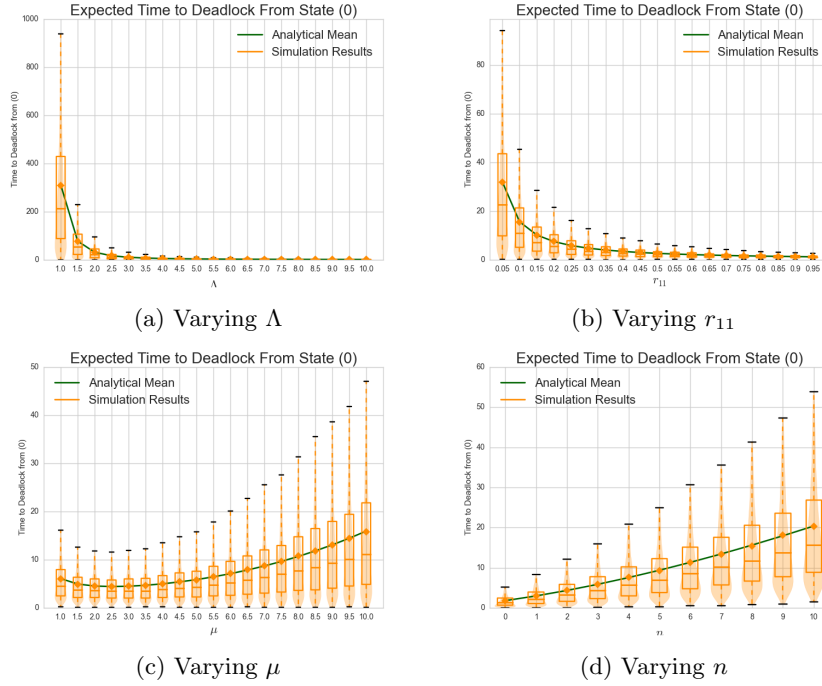 Expected Time to Deadlock From State (0)
Analytical Mean
Simulation Results
Time to Deadlock from (0)
1000
800
600
400
200
0
1.0 1.5 2.0 2.5 3.0 3.5 4.0 4.5 5.0 5.5 6.0 6.5 7.0 7.5 8.0 8.5 9.0 9.5 10.0
Λ
(a) Varying Λ
Expected Time to Deadlock From State (0)
Analytical Mean
Simulation Results
Time to Deadlock from (0)
80
60
40
20
0
0.05 0.1 0.15 0.2 0.25 0.3 0.35 0.4 0.45 0.5 0.55 0.6 0.65 0.7 0.75 0.8 0.85 0.9 0.95
r11
(b) Varying r11
Expected Time to Deadlock From State (0)
Analytical Mean
Simulation Results
Time to Deadlock from (0)
50
40
30
20
10
0
1.0 1.5 2.0 2.5 3.0 3.5 4.0 4.5 5.0 5.5 6.0 6.5 7.0 7.5 8.0 8.5 9.0 9.5 10.0
μ
(c) Varying μ
Expected Time to Deadlock From State (0)
Analytical Mean
Simulation Results
Time to Deadlock from (0)
60
50
40
30
20
10
0
0 1 2 3 4 5 6 7 8 9 10
n
(d) Varying n